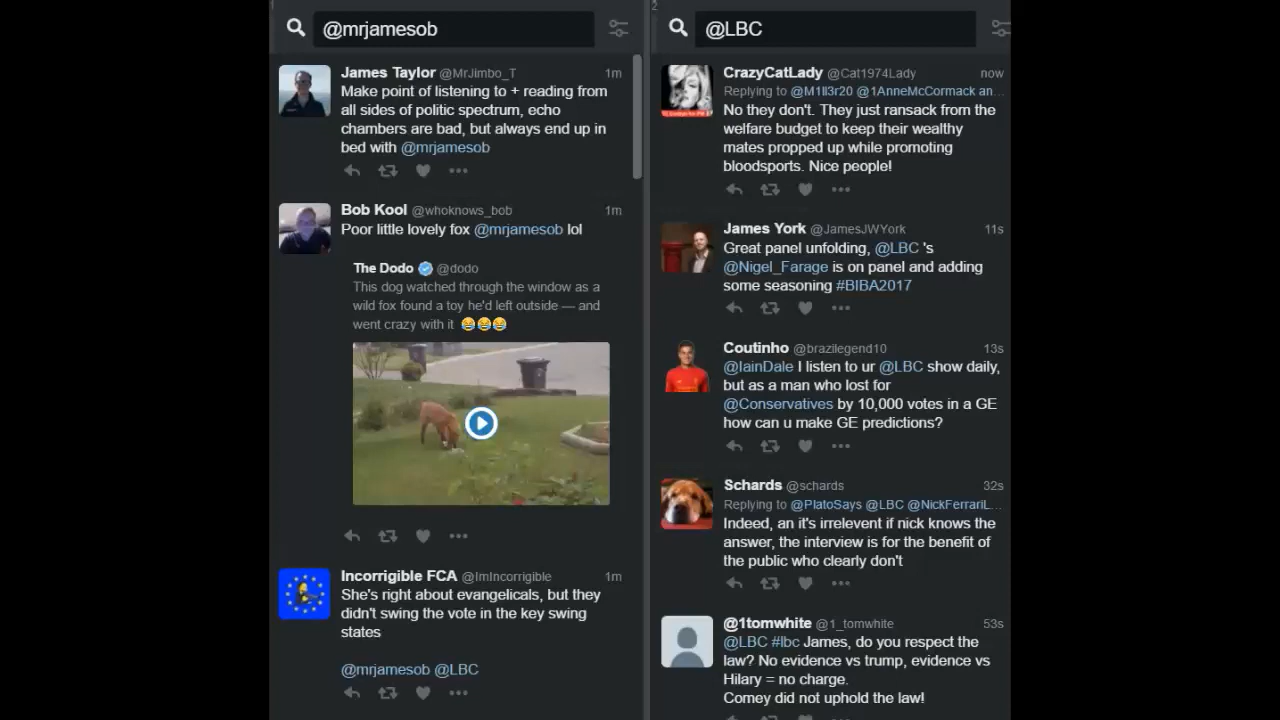 1
@mrjamesob
James Taylor @MrJimbo_T 1m
Make point of listening to + reading from
all sides of politic spectrum, echo
chambers are bad, but always end up in
bed with @mrjamesob
Bob Kool @whoknows_bob 1m
Poor little lovely fox @mrjamesob lol
The Dodo @dodo
This dog watched through the window as a
wild fox found a toy he'd left outside — and
went crazy with it 😂😂😂
Incorrigible FCA @ImIncorrigible 1m
She's right about evangelicals, but they
didn't swing the vote in the key swing
states
@mrjamesob @LBC
2
@LBC
CrazyCatLady @Cat1974Lady now
Replying to @M1ll3r20 @1AnneMcCormack an...
No they don't. They just ransack from the
welfare budget to keep their wealthy
mates propped up while promoting
bloodsports. Nice people!
James York @JamesJWYork 11s
Great panel unfolding, @LBC 's
@Nigel_Farage is on panel and adding
some seasoning #BIBA2017
Coutinho @brazilegend10 13s
@IainDale I listen to ur @LBC show daily,
but as a man who lost for
@Conservatives by 10,000 votes in a GE
how can u make GE predictions?
Schards @schards 32s
Replying to @PlatoSays @LBC @NickFerrariL...
Indeed, an it's irrelevent if nick knows the
answer, the interview is for the benefit of
the public who clearly don't
@1tomwhite @1_tomwhite 53s
@LBC #lbc James, do you respect the
law? No evidence vs trump, evidence vs
Hilary = no charge.
Comey did not uphold the law!